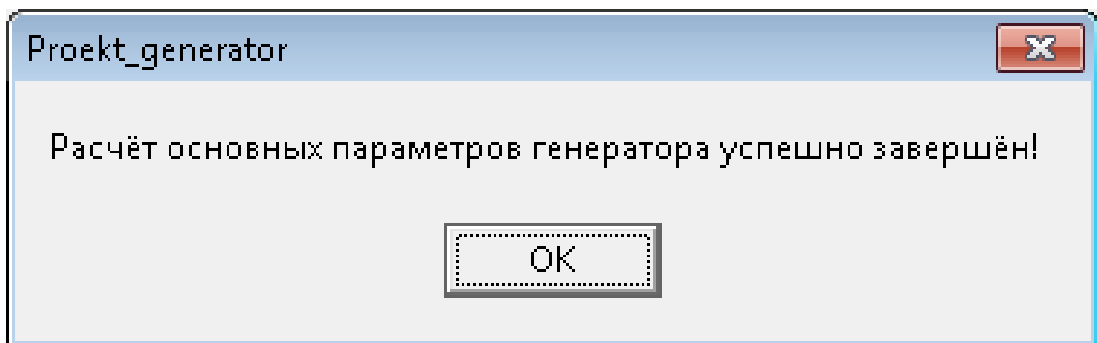 Proekt_generator
Расчёт основных параметров генератора успешно завершён!
OK